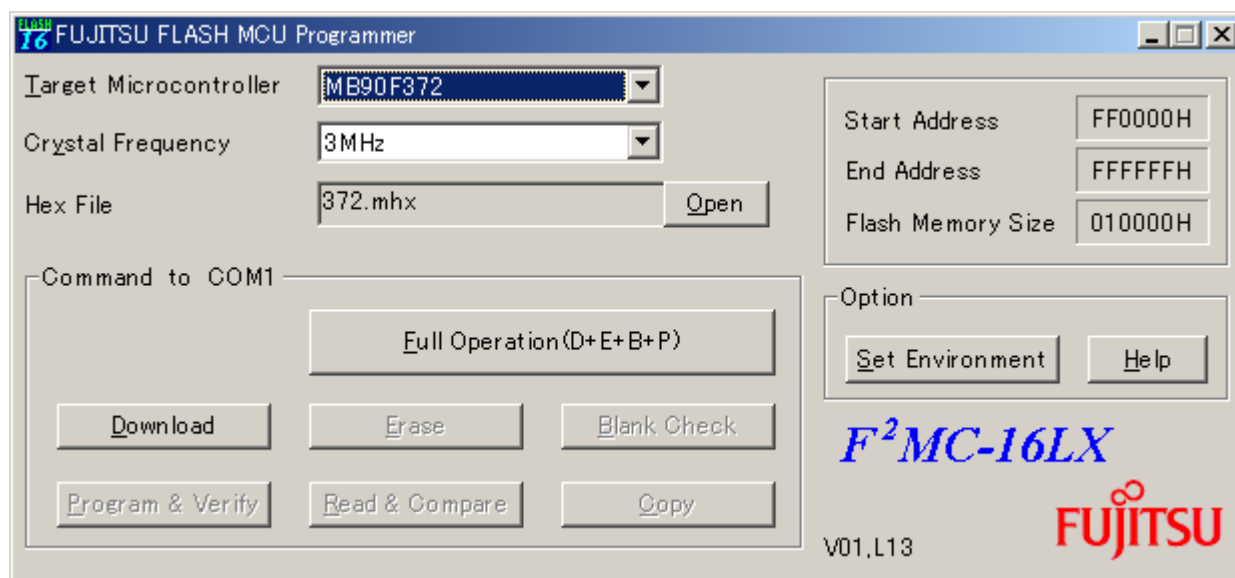 FLASH
16 FUJITSU FLASH MCU Programmer
Target Microcontroller MB90F372
Crystal Frequency 3MHz
Hex File 372.mhx Open
Start Address FF0000H
End Address FFFFFFH
Flash Memory Size 010000H
Command to COM1
Full Operation(D+E+B+P)
Download Erase Blank Check
Program & Verify Read & Compare Copy
Option
Set Environment Help
F²MC-16LX
FUJITSU
V01,L13